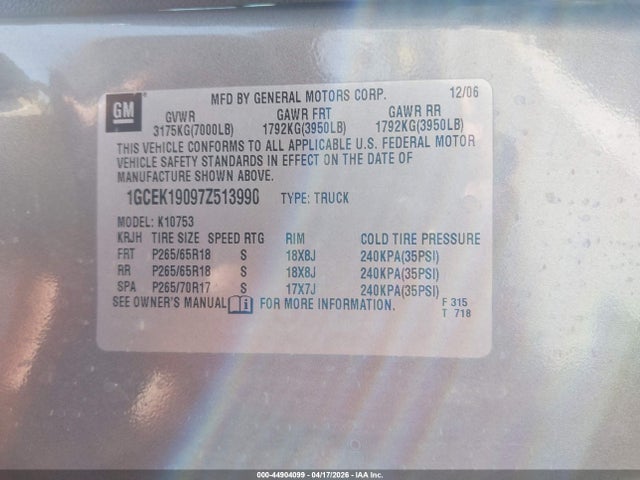 GM
MFD BY GENERAL MOTORS CORP. 12/06
GVWR GAWR FRT GAWR RR
3175KG(7000LB) 1792KG(3950LB) 1792KG(3950LB)
THIS VEHICLE CONFORMS TO ALL APPLICABLE U.S. FEDERAL MOTOR
VEHICLE SAFETY STANDARDS IN EFFECT ON THE DATE OF
MANUFACTURE SHOWN ABOVE.
1GCEK19097Z513990 TYPE: TRUCK
MODEL: K10753
KRJH TIRE SIZE SPEED RTG RIM COLD TIRE PRESSURE
FRT P265/65R18 S 18X8J 240KPA(35PSI)
RR P265/65R18 S 18X8J 240KPA(35PSI)
SPA P265/70R17 S 17X7J 240KPA(35PSI)
SEE OWNER'S MANUAL i FOR MORE INFORMATION.
F 315
T 718
000-44904099 - 04/17/2026 - IAA Inc.